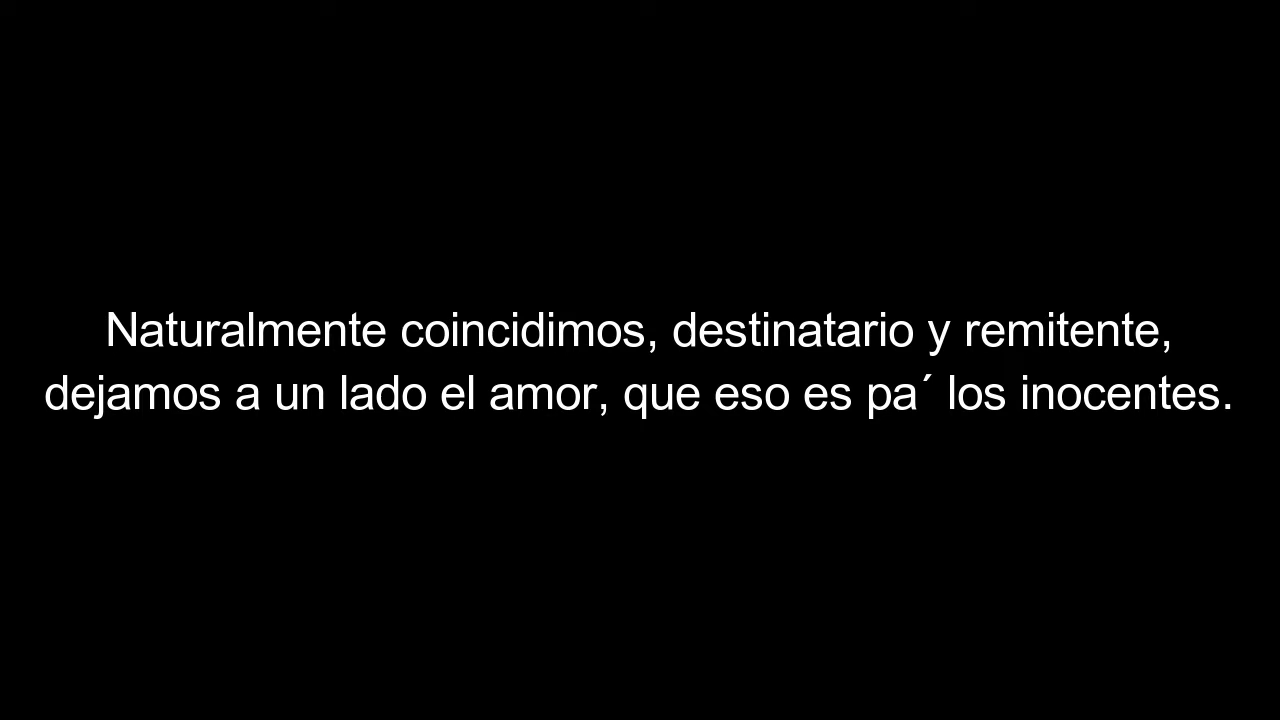 Naturalmente coincidimos, destinatario y remitente,
dejamos a un lado el amor, que eso es pa´ los inocentes.